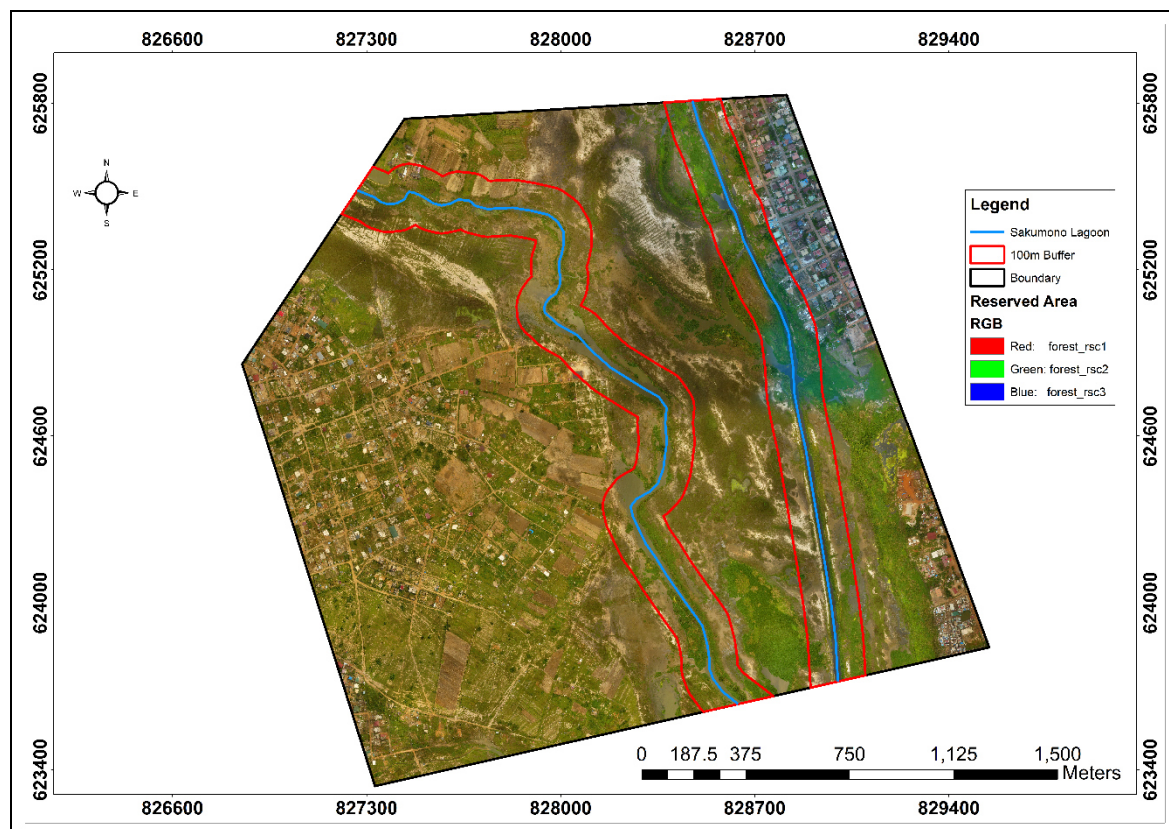 826600 827300 828000 828700 829400
625800 625800
N
W E
S
Legend
Sakumono Lagoon
100m Buffer
Boundary
Reserved Area
RGB
Red: forest_rsc1
Green: forest_rsc2
Blue: forest_rsc3
625200 625200
624600 624600
624000 624000
0 187.5 375 750 1,125 1,500
Meters
623400 623400
826600 827300 828000 828700 829400